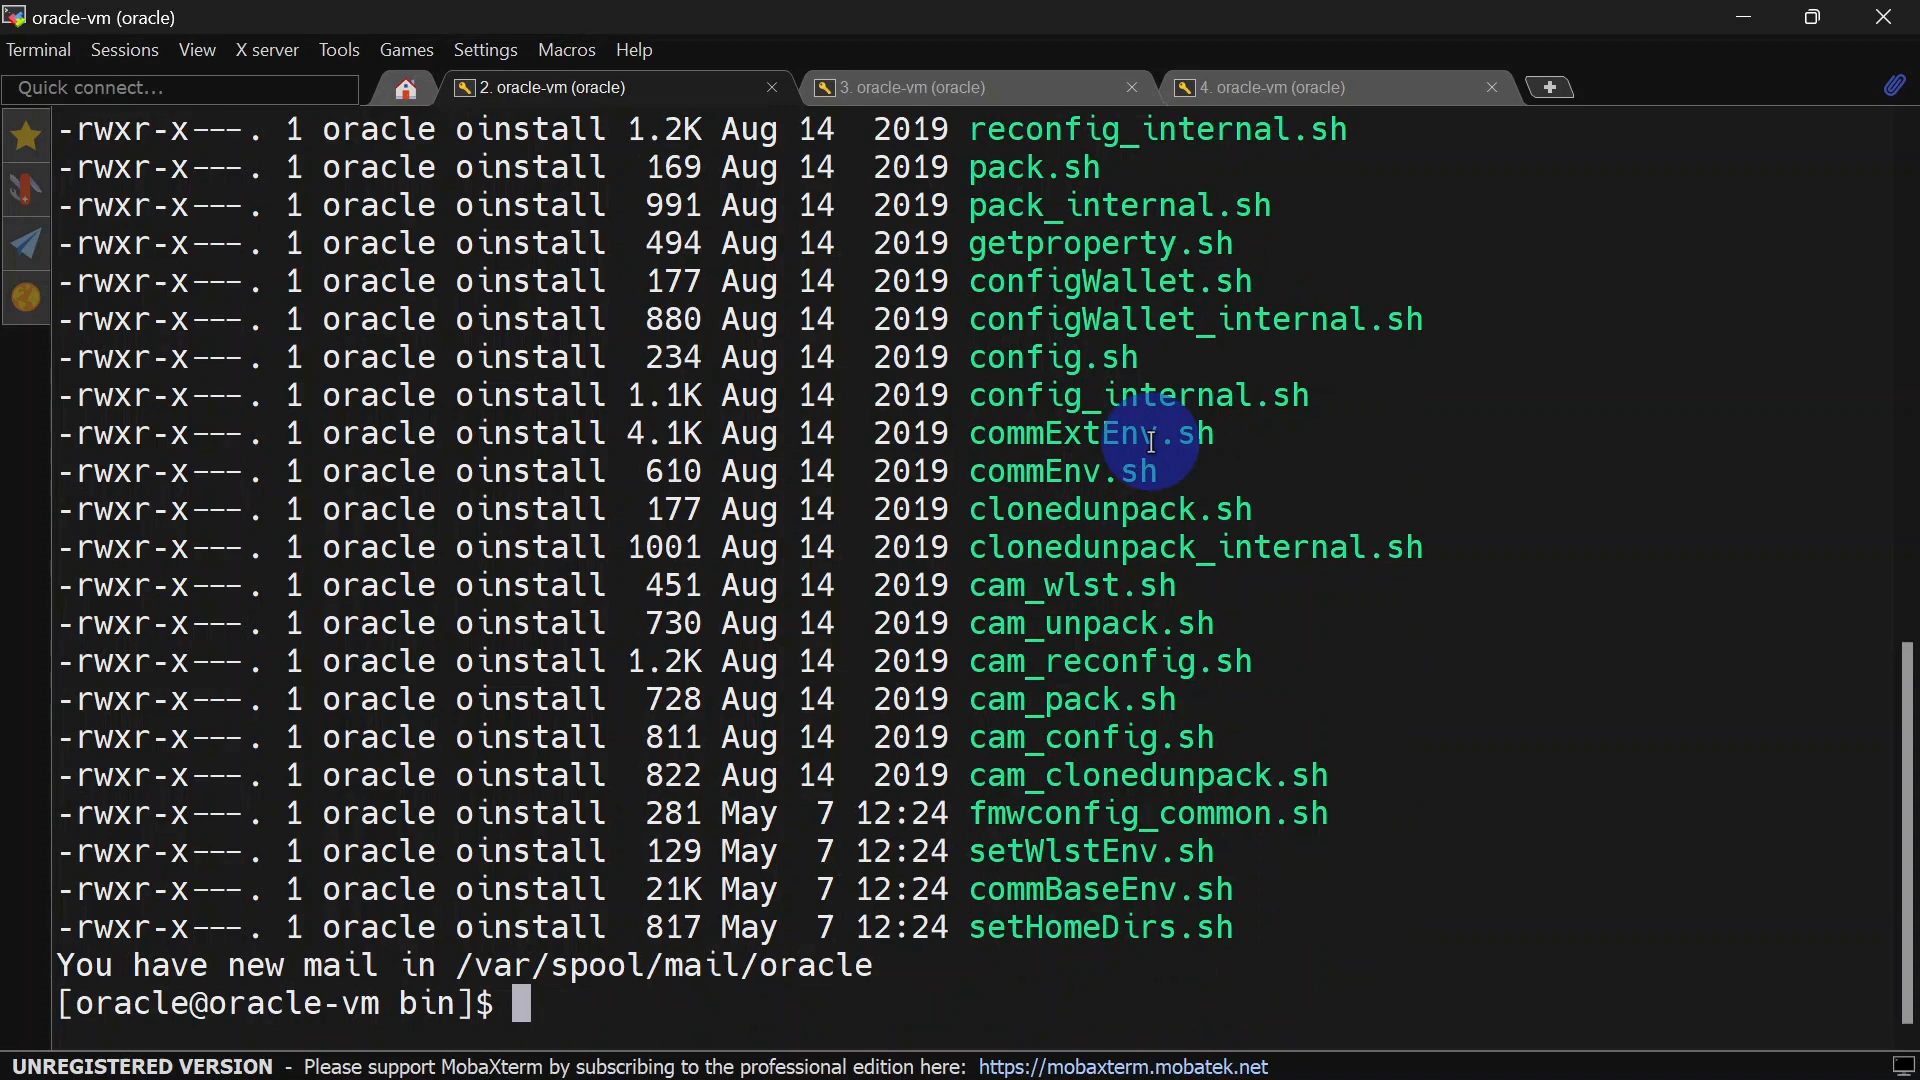 oracle-vm (oracle)
Terminal Sessions View X server Tools Games Settings Macros Help
Quick connect... 2. oracle-vm (oracle) 3. oracle-vm (oracle) 4. oracle-vm (oracle)
-rwxr-x---. 1 oracle oinstall 1.2K Aug 14 2019 reconfig_internal.sh
-rwxr-x---. 1 oracle oinstall 169 Aug 14 2019 pack.sh
-rwxr-x---. 1 oracle oinstall 991 Aug 14 2019 pack_internal.sh
-rwxr-x---. 1 oracle oinstall 494 Aug 14 2019 getproperty.sh
-rwxr-x---. 1 oracle oinstall 177 Aug 14 2019 configWallet.sh
-rwxr-x---. 1 oracle oinstall 880 Aug 14 2019 configWallet_internal.sh
-rwxr-x---. 1 oracle oinstall 234 Aug 14 2019 config.sh
-rwxr-x---. 1 oracle oinstall 1.1K Aug 14 2019 config_internal.sh
-rwxr-x---. 1 oracle oinstall 4.1K Aug 14 2019 commExtEnv.sh
-rwxr-x---. 1 oracle oinstall 610 Aug 14 2019 commEnv.sh
-rwxr-x---. 1 oracle oinstall 177 Aug 14 2019 clonedunpack.sh
-rwxr-x---. 1 oracle oinstall 1001 Aug 14 2019 clonedunpack_internal.sh
-rwxr-x---. 1 oracle oinstall 451 Aug 14 2019 cam_wlst.sh
-rwxr-x---. 1 oracle oinstall 730 Aug 14 2019 cam_unpack.sh
-rwxr-x---. 1 oracle oinstall 1.2K Aug 14 2019 cam_reconfig.sh
-rwxr-x---. 1 oracle oinstall 728 Aug 14 2019 cam_pack.sh
-rwxr-x---. 1 oracle oinstall 811 Aug 14 2019 cam_config.sh
-rwxr-x---. 1 oracle oinstall 822 Aug 14 2019 cam_clonedunpack.sh
-rwxr-x---. 1 oracle oinstall 281 May 7 12:24 fmwconfig_common.sh
-rwxr-x---. 1 oracle oinstall 129 May 7 12:24 setWlstEnv.sh
-rwxr-x---. 1 oracle oinstall 21K May 7 12:24 commBaseEnv.sh
-rwxr-x---. 1 oracle oinstall 817 May 7 12:24 setHomeDirs.sh
You have new mail in /var/spool/mail/oracle
[oracle@oracle-vm bin]$
UNREGISTERED VERSION - Please support MobaXterm by subscribing to the professional edition here: https://mobaxterm.mobatek.net